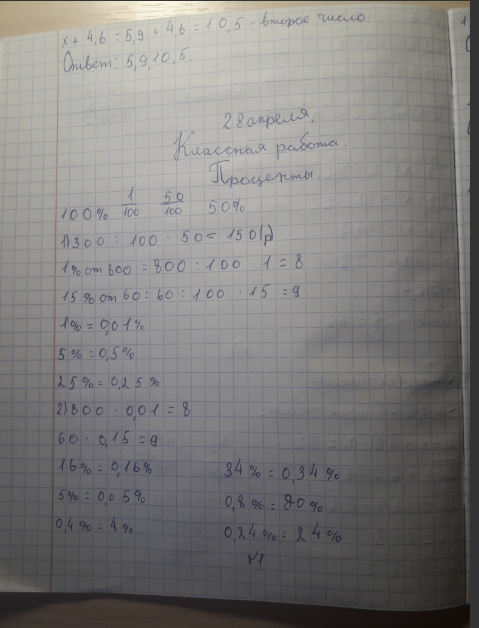 x + 4,6 = 5,9 + 4,6 = 10,5 - второе число.
Ответ: 5,9,10,5.
28 апреля.
Классная работа.
Проценты.
100% 1/100 50/100 50%
1) 300 : 100 · 50 = 150(р)
1% от 800 = 800 : 100 · 1 = 8
15% от 60 = 60 : 100 · 15 = 9
1% = 0,01%
5% = 0,5%
25% = 0,25%
2) 800 · 0,01 = 8
60 · 0,15 = 9
16% = 0,16% 34% = 0,34%
5% = 0,05% 0,8% = 80%
0,4% = 4% 0,24% = 24%
№1